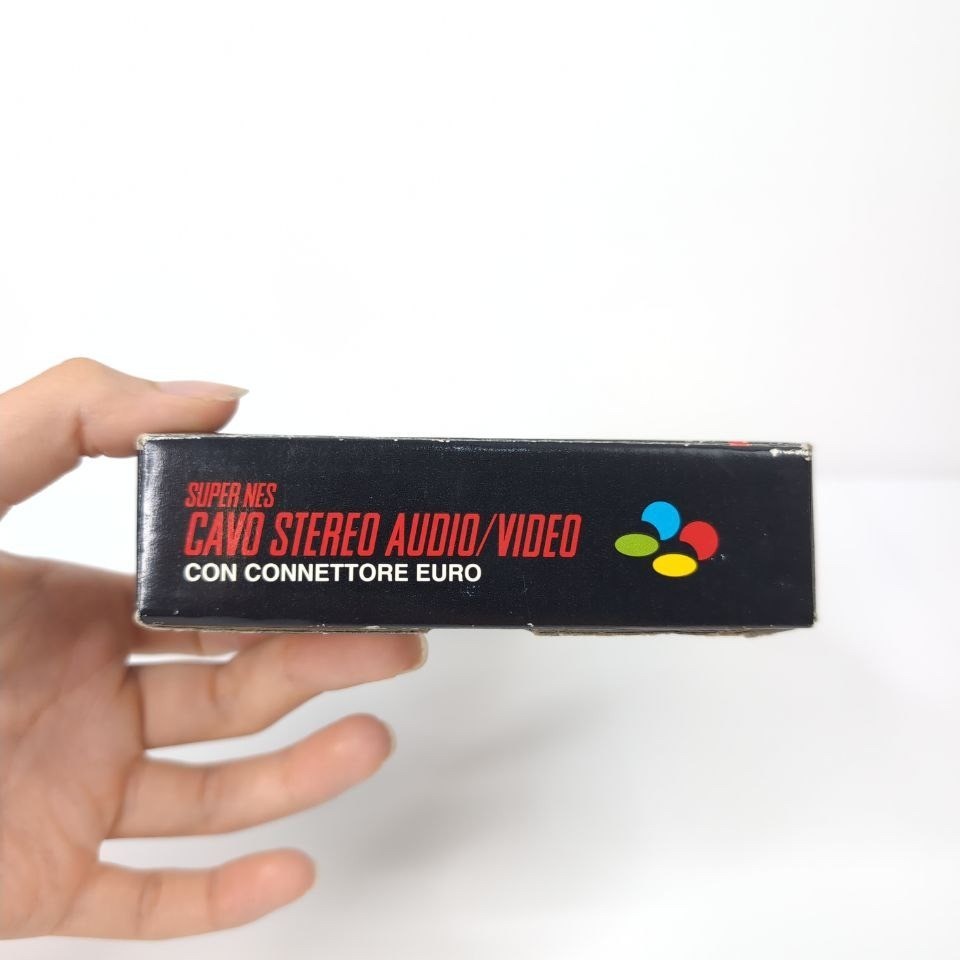 SUPER NES
CAVO STEREO AUDIO/VIDEO
CON CONNETTORE EURO